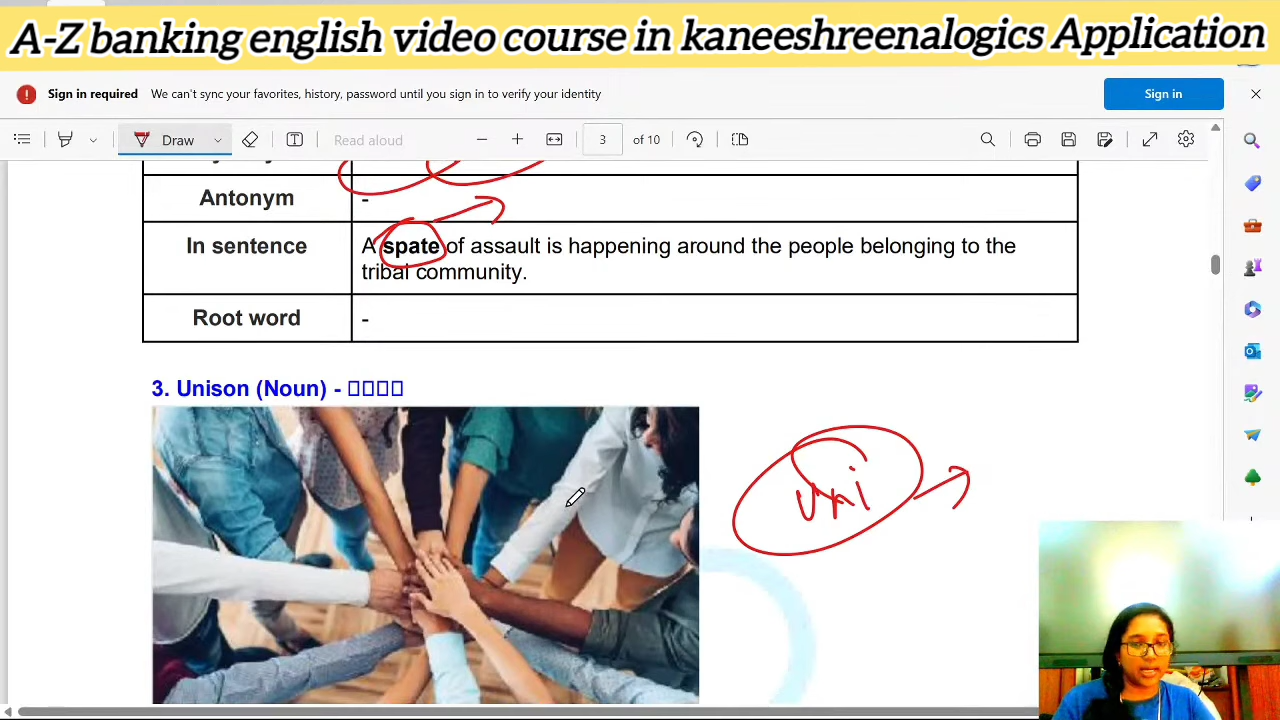 A-Z banking english video course in kaneeshreenalogics Application
Sign in required We can't sync your favorites, history, password until you sign in to verify your identity
Sign in
Draw
Read aloud
3 of 10
Antonym -
In sentence A spate of assault is happening around the people belonging to the
tribal community.
Root word -
3. Unison (Noun) - 
uni